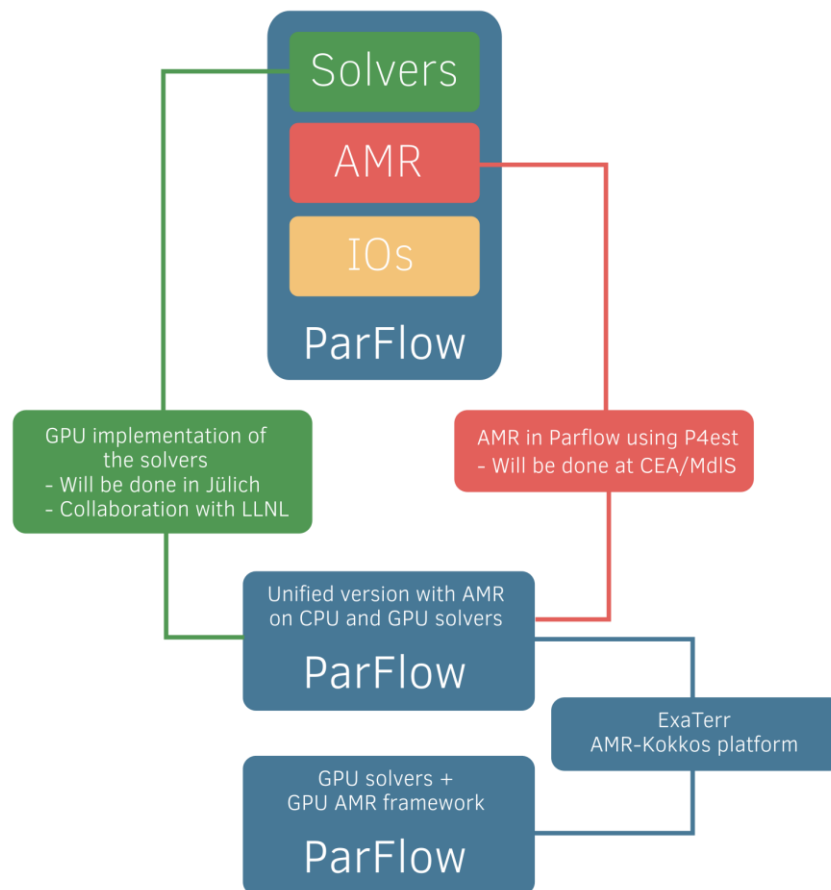 Solvers
AMR
IOs
ParFlow
GPU implementation of
the solvers
- Will be done in Jülich
- Collaboration with LLNL
AMR in Parflow using P4est
- Will be done at CEA/MdlS
Unified version with AMR
on CPU and GPU solvers
ParFlow
ExaTerr
AMR-Kokkos platform
GPU solvers +
GPU AMR framework
ParFlow